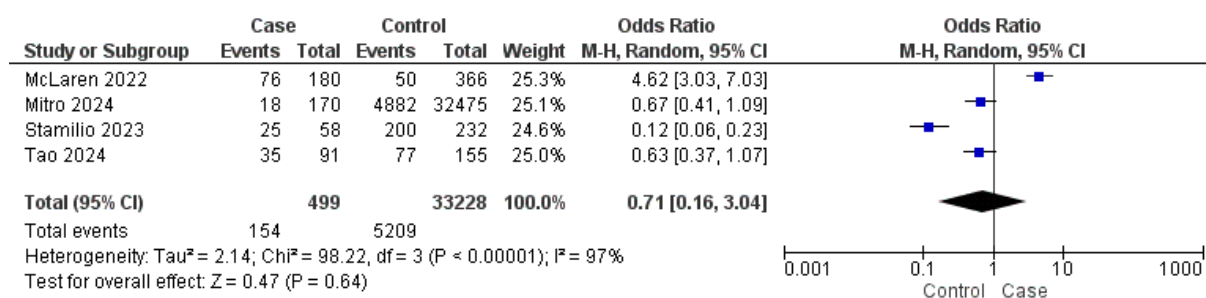 Case Control Odds Ratio Odds Ratio
Study or Subgroup Events Total Events Total Weight M-H, Random, 95% CI M-H, Random, 95% CI
McLaren 2022 76 180 50 366 25.3% 4.62 [3.03, 7.03]
Mitro 2024 18 170 4882 32475 25.1% 0.67 [0.41, 1.09]
Stamilio 2023 25 58 200 232 24.6% 0.12 [0.06, 0.23]
Tao 2024 35 91 77 155 25.0% 0.63 [0.37, 1.07]
Total (95% CI) 499 33228 100.0% 0.71 [0.16, 3.04]
Total events 154 5209
Heterogeneity: Tau² = 2.14; Chi² = 98.22, df = 3 (P < 0.00001); I² = 97%
Test for overall effect: Z = 0.47 (P = 0.64)
0.001 0.1 1 10 1000
Control Case